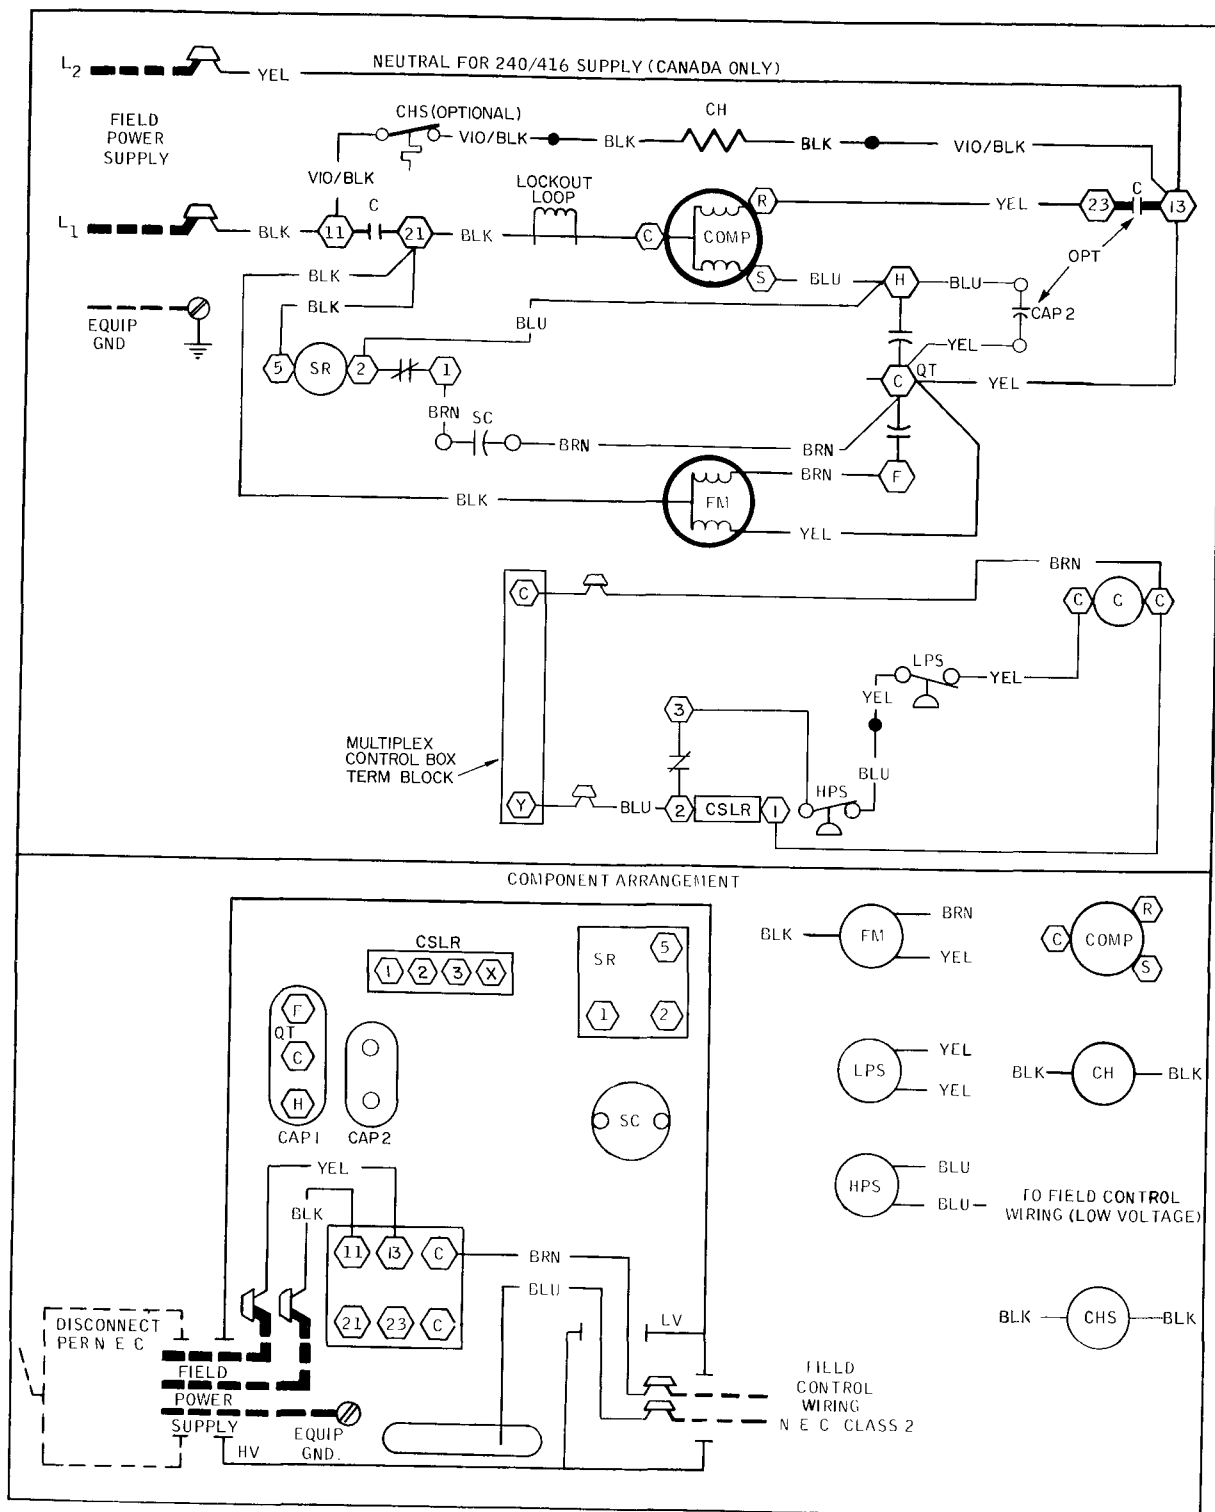 L2 YEL NEUTRAL FOR 240/416 SUPPLY (CANADA ONLY)
CHS (OPTIONAL) CH
FIELD
POWER
SUPPLY
VIO/BLK BLK BLK VIO/BLK
VIO/BLK
LOCKOUT
LOOP
C R C
L1 BLK 11 21 BLK C COMP YEL 23 13
OPT
BLK S BLU H BLU
BLK
EQUIP
GND
BLU CAP 2
YEL
5 SR 2 1 C QT YEL
BRN SC
BRN BRN
BLK FM BRN F
YEL
BRN
C C C C
LPS
YEL YEL
3
MULTIPLEX
CONTROL BOX
TERM BLOCK
BLU
HPS
Y BLU 2 CSLR 1
COMPONENT ARRANGEMENT
CSLR
1 2 3 X
SR 5
1 2
BLK FM BRN
YEL
C COMP R
S
F
QT
C
H
CAP 1 CAP 2
SC
LPS YEL
YEL
BLK CH BLK
YEL
BLK
HPS BLU
BLU
TO FIELD CONTROL
WIRING (LOW VOLTAGE)
11 13 C BRN
BLU
21 23 C
LV
BLK CHS BLK
DISCONNECT
PER N E C
FIELD
POWER
SUPPLY
HV
EQUIP
GND.
FIELD
CONTROL
WIRING
N E C CLASS 2